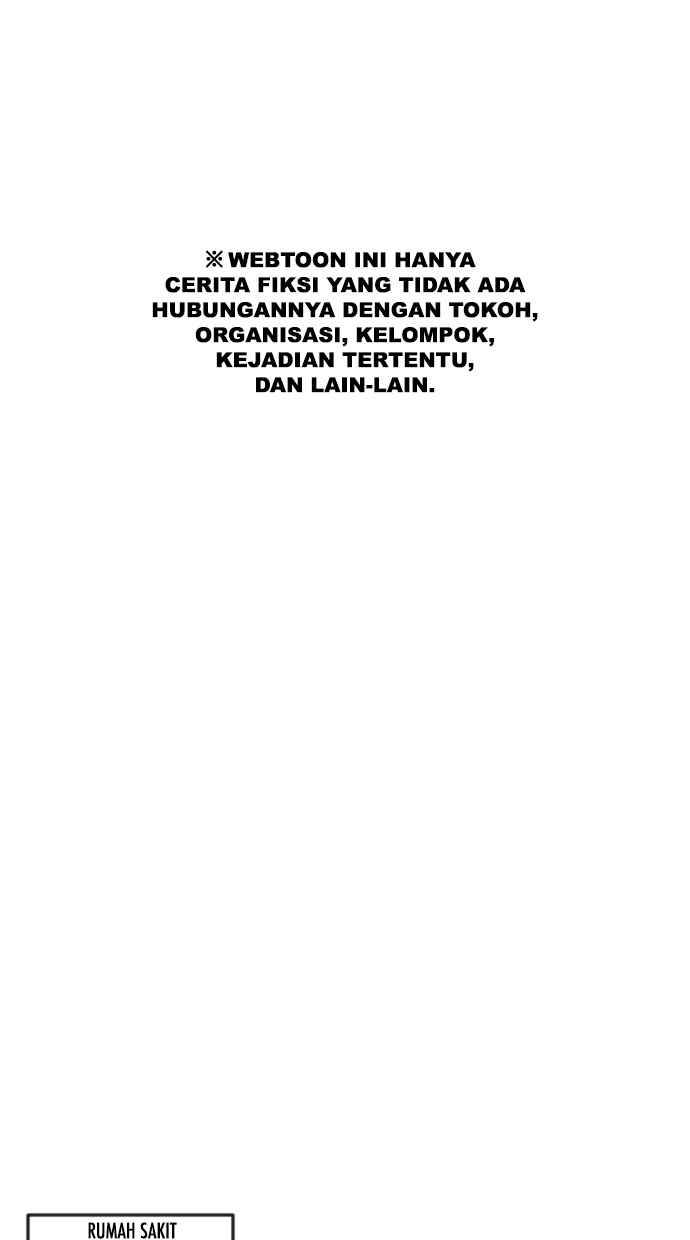 ※WEBTOON INI HANYA
CERITA FIKSI YANG TIDAK ADA
HUBUNGANNYA DENGAN TOKOH,
ORGANISASI, KELOMPOK,
KEJADIAN TERTENTU,
DAN LAIN-LAIN.
RUMAH SAKIT